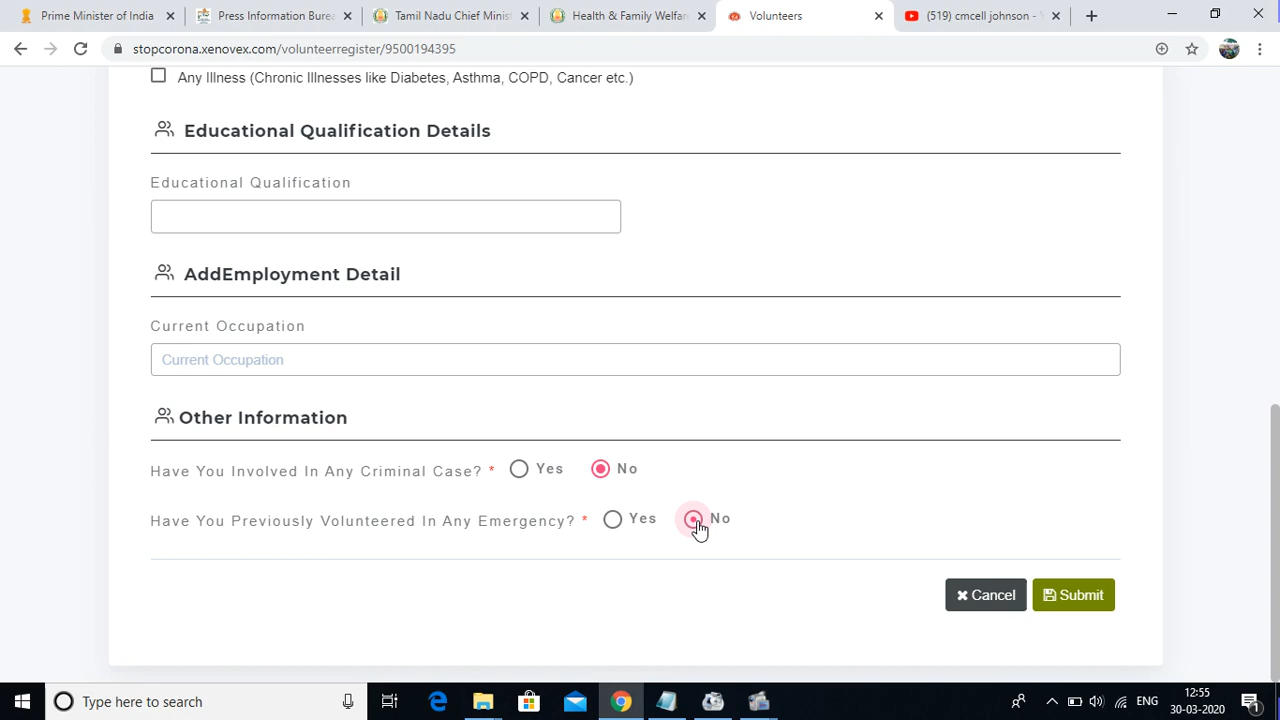 Prime Minister of India
Press Information Burea
Tamil Nadu Chief Minist
Health & Family Welfar
Volunteers
(519) cmcell johnson - Y
stopcorona.xenovex.com/volunteerregister/9500194395
Any Illness (Chronic Illnesses like Diabetes, Asthma, COPD, Cancer etc.)
Educational Qualification Details
Educational Qualification
AddEmployment Detail
Current Occupation
Current Occupation
Other Information
Have You Involved In Any Criminal Case? * Yes No
Have You Previously Volunteered In Any Emergency? * Yes No
Cancel Submit
Type here to search
ENG
12:55
30-03-2020
1